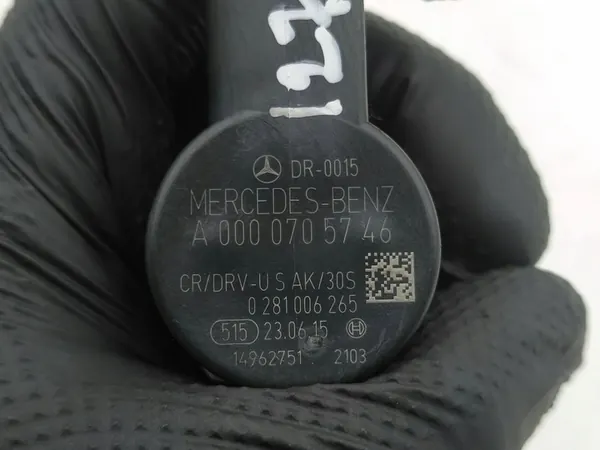 127
DR-0015
MERCEDES-BENZ
A 000 070 57 46
CR/DRV-U S AK/30S
0 281 006 265
515 23.06.15
14962751 2103